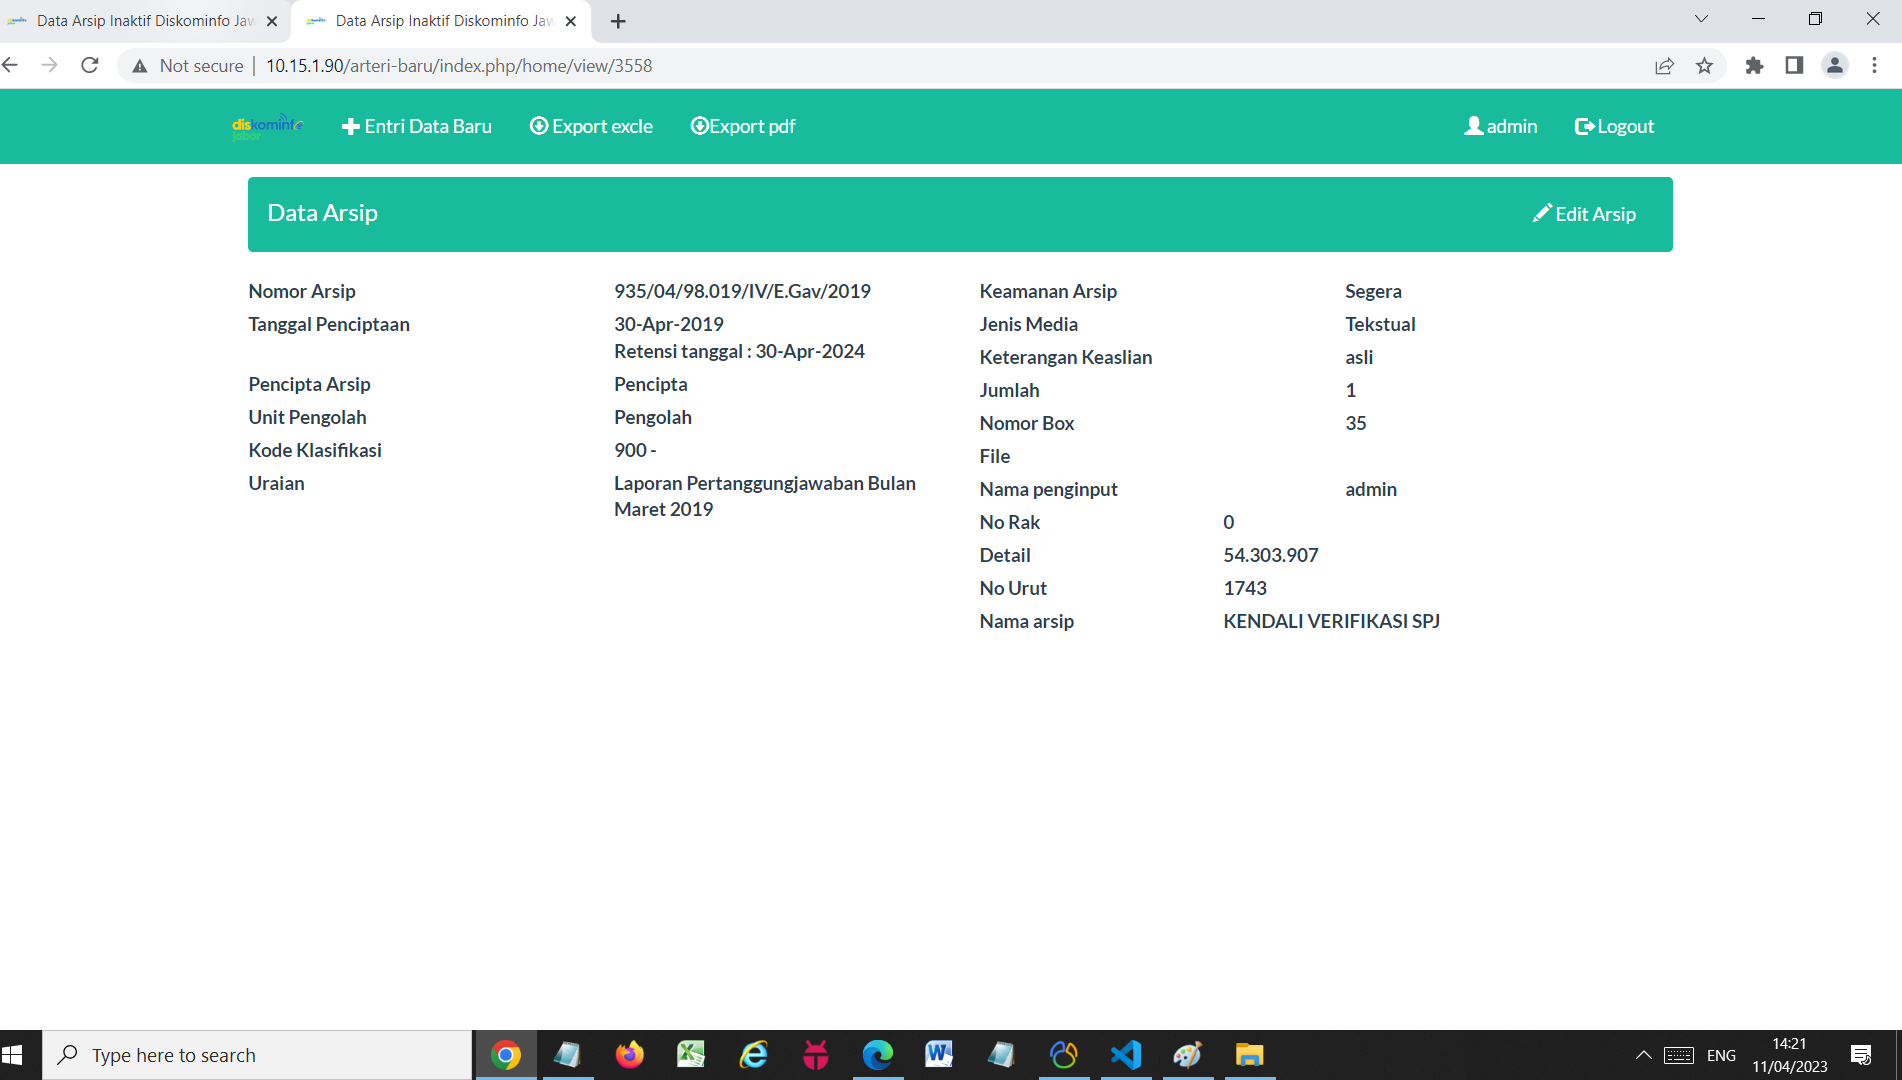 Data Arsip Inaktif Diskominfo Jaw
Data Arsip Inaktif Diskominfo Jaw
Not secure
10.15.1.90/arteri-baru/index.php/home/view/3558
diskominfo
jabar
Entri Data Baru
Export excle
Export pdf
admin
Logout
Data Arsip
Edit Arsip
Nomor Arsip
935/04/98.019/IV/E.Gav/2019
Tanggal Penciptaan
30-Apr-2019
Retensi tanggal : 30-Apr-2024
Pencipta Arsip
Pencipta
Unit Pengolah
Pengolah
Kode Klasifikasi
900 -
Uraian
Laporan Pertanggungjawaban Bulan
Maret 2019
Keamanan Arsip
Segera
Jenis Media
Tekstual
Keterangan Keaslian
asli
Jumlah
1
Nomor Box
35
File
Nama penginput
admin
No Rak
0
Detail
54.303.907
No Urut
1743
Nama arsip
KENDALI VERIFIKASI SPJ
Type here to search
ENG
14:21
11/04/2023